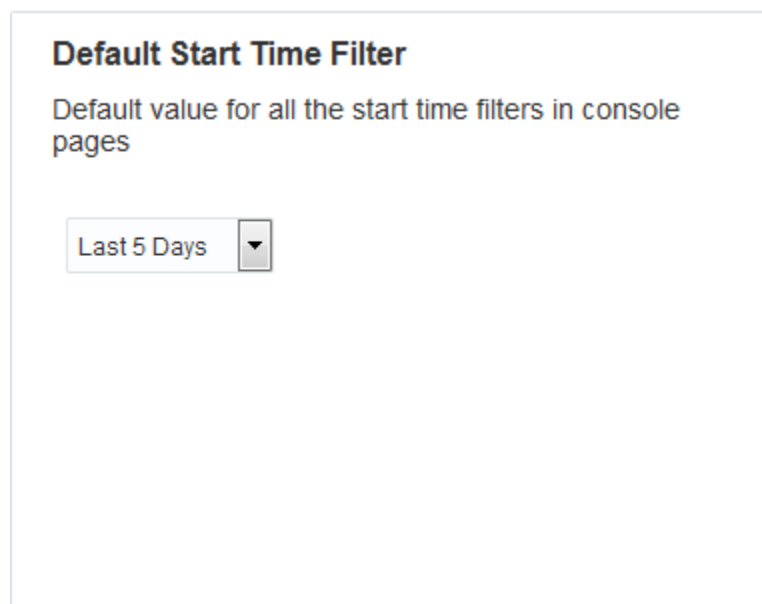 Default Start Time Filter
Default value for all the start time filters in console
pages
Last 5 Days